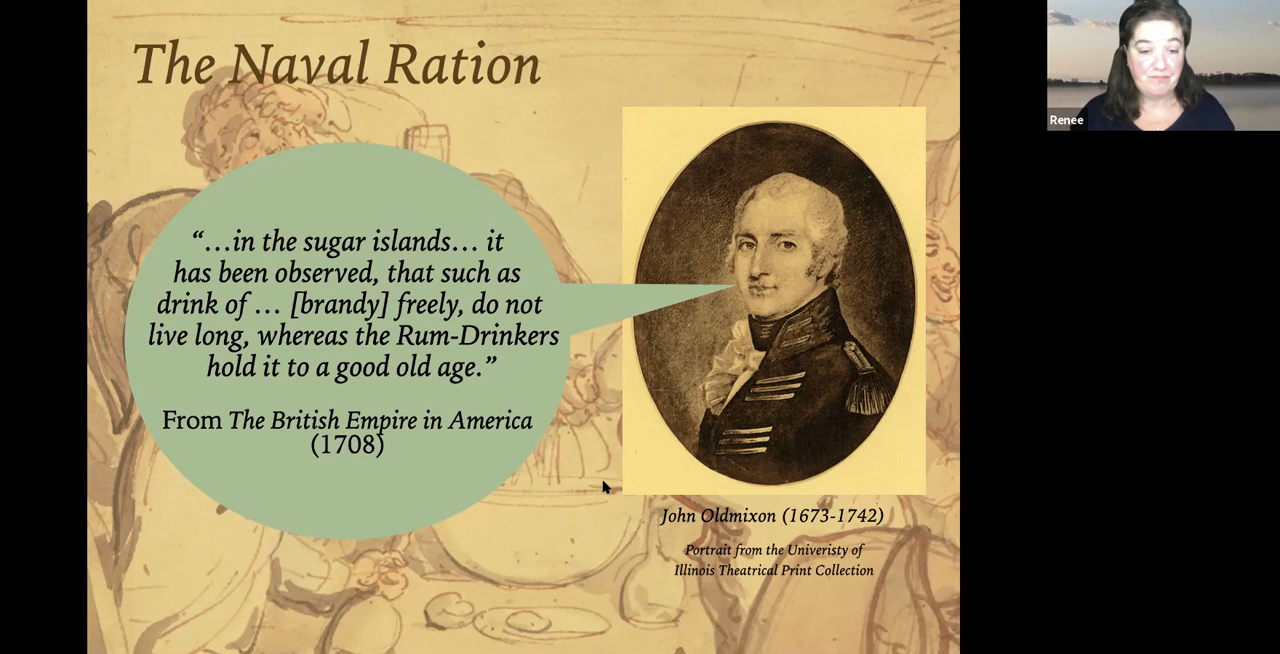 The Naval Ration
“…in the sugar islands… it
has been observed, that such as
drink of … [brandy] freely, do not
live long, whereas the Rum-Drinkers
hold it to a good old age.”
From The British Empire in America
(1708)
John Oldmixon (1673-1742)
Portrait from the Univeristy of
Illinois Theatrical Print Collection
Renee